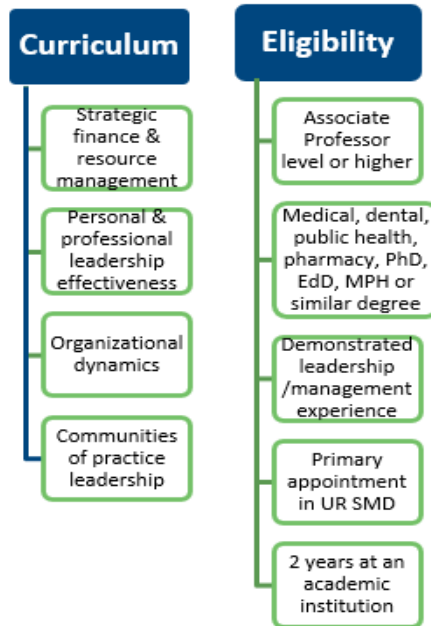 Curriculum
Strategic
finance &
resource
management
Personal &
professional
leadership
effectiveness
Organizational
dynamics
Communities
of practice
leadership
Eligibility
Associate
Professor
level or higher
Medical, dental,
public health,
pharmacy, PhD,
EdD, MPH or
similar degree
Demonstrated
leadership
/management
experience
Primary
appointment
in UR SMD
2 years at an
academic
institution